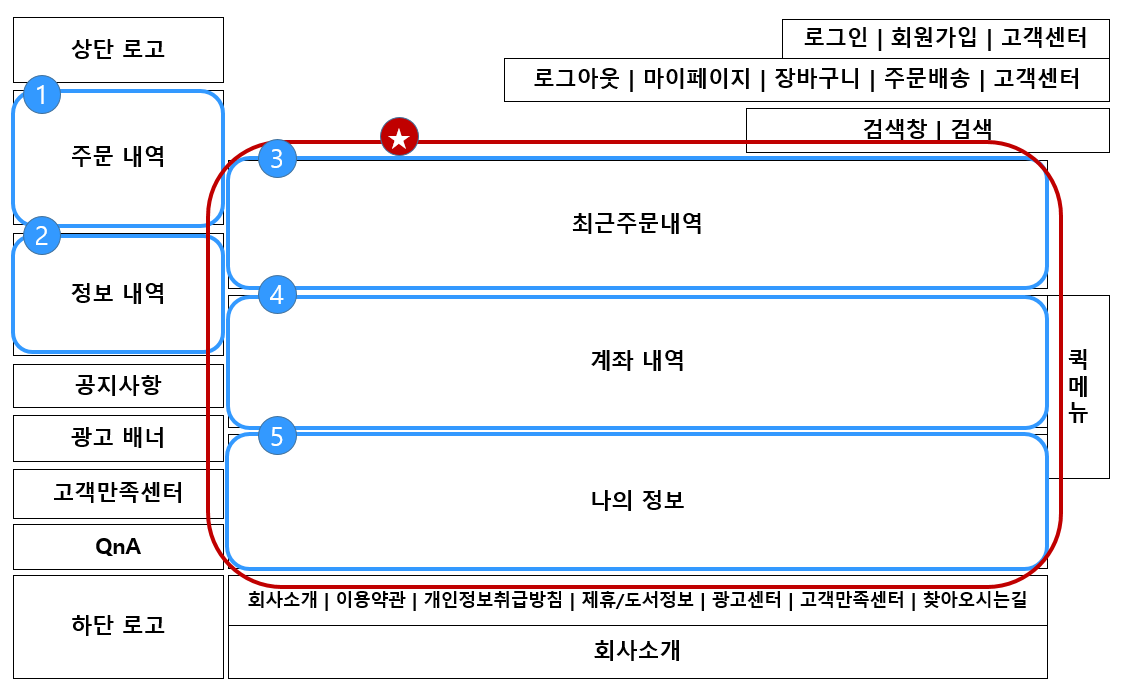 상단 로고
로그인 | 회원가입 | 고객센터
로그아웃 | 마이페이지 | 장바구니 | 주문배송 | 고객센터
검색창 | 검색
1
주문 내역
2
정보 내역
공지사항
광고 배너
고객만족센터
QnA
하단 로고
★
3
최근주문내역
4
계좌 내역
5
나의 정보
퀵
메
뉴
회사소개 | 이용약관 | 개인정보취급방침 | 제휴/도서정보 | 광고센터 | 고객만족센터 | 찾아오시는길
회사소개